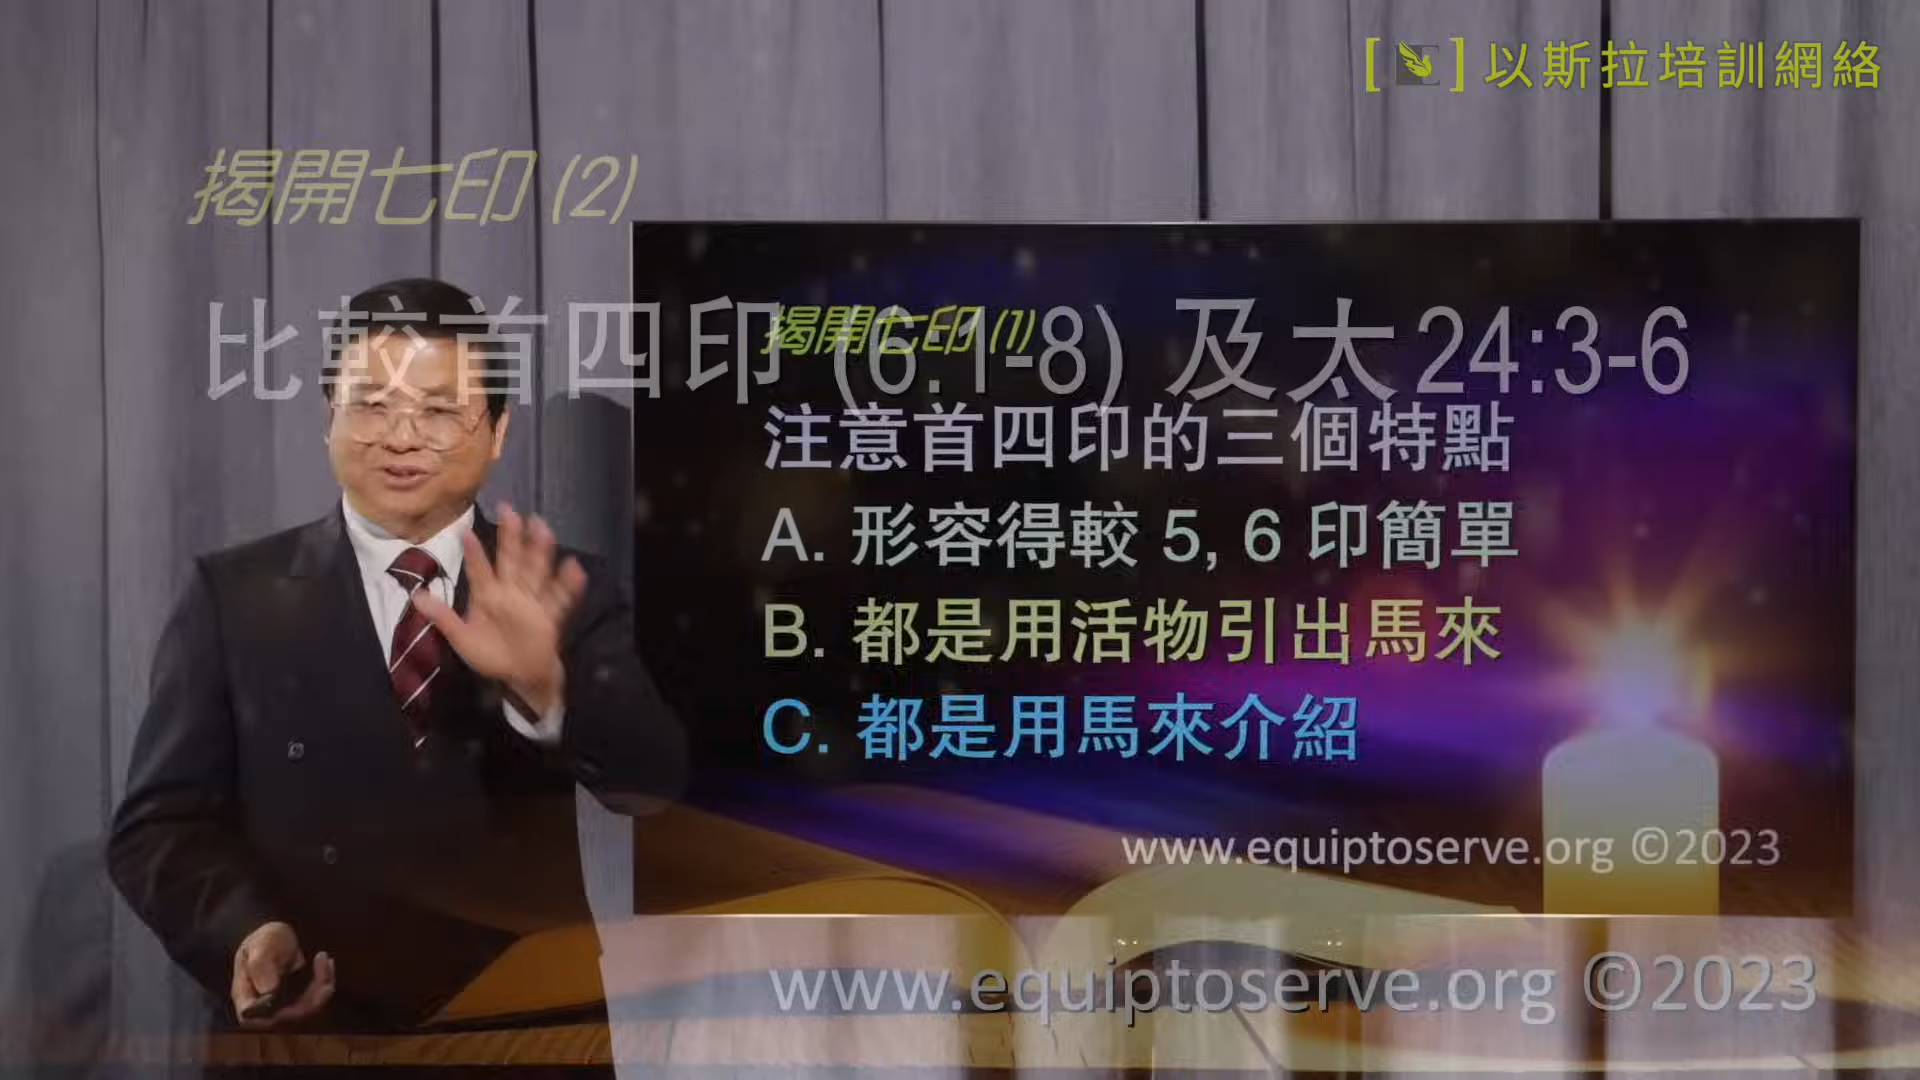 [ ] 以斯拉培訓網絡
揭開七印 (2)
比較首四印 (6.1-8) 及太24:3-6
揭開七印 (1)
注意首四印的三個特點
A. 形容得較 5, 6 印簡單
B. 都是用活物引出馬來
C. 都是用馬來介紹
www.equiptoserve.org ©2023
www.equiptoserve.org ©2023